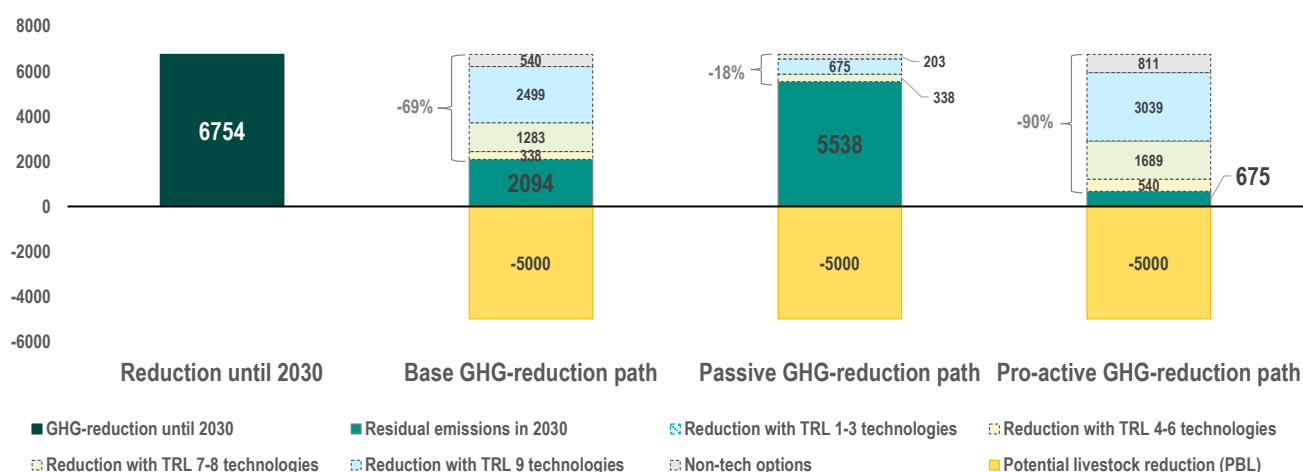 8000
6000
4000
2000
0
-2000
-4000
-6000
6754
-69%
540
2499
1283
338
2094
-5000
-18%
203
675
338
5538
-5000
-90%
811
3039
1689
540
675
-5000
Reduction until 2030
Base GHG-reduction path
Passive GHG-reduction path
Pro-active GHG-reduction path
GHG-reduction until 2030
Residual emissions in 2030
Reduction with TRL 1-3 technologies
Reduction with TRL 4-6 technologies
Reduction with TRL 7-8 technologies
Reduction with TRL 9 technologies
Non-tech options
Potential livestock reduction (PBL)